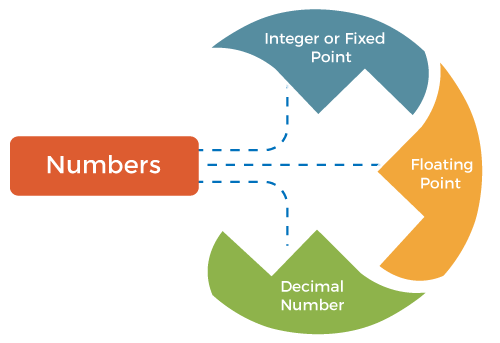 Numbers
Integer or Fixed
Point
Floating
Point
Decimal
Number